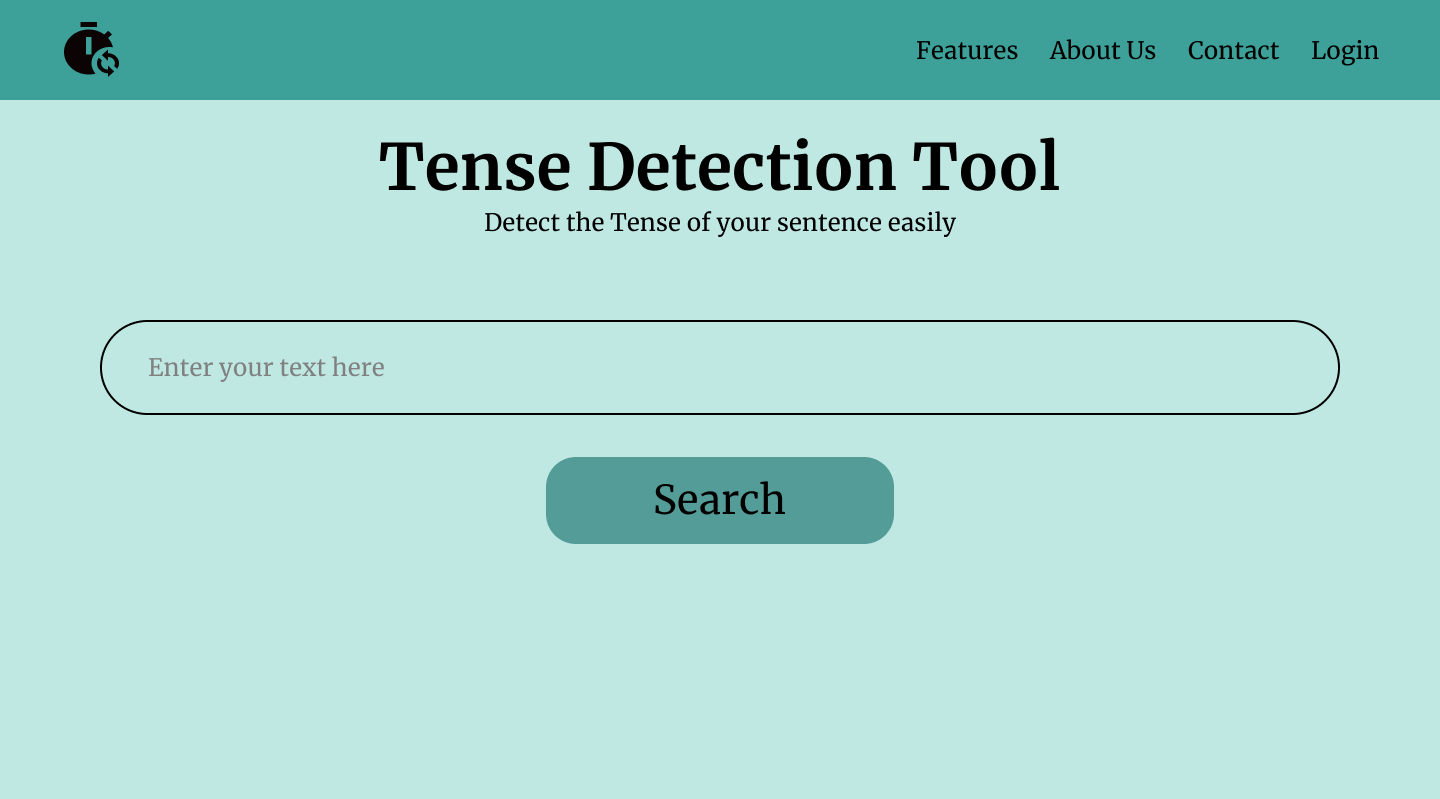 Features About Us Contact Login
Tense Detection Tool
Detect the Tense of your sentence easily
Enter your text here
Search